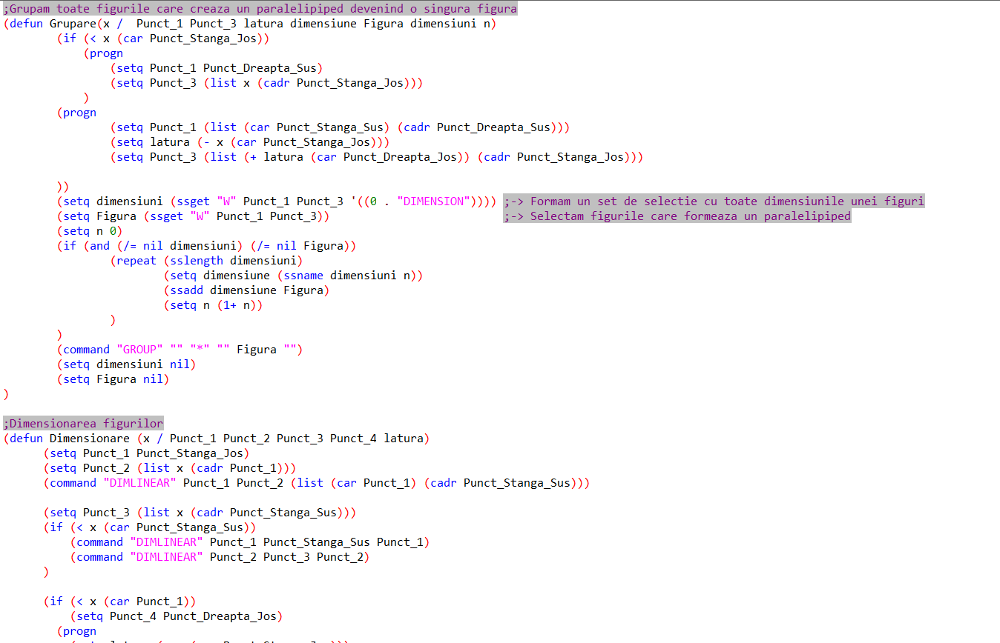 ;Grupam toate figurile care creaza un paralelipiped devenind o singura figura
(defun Grupare(x /  Punct_1 Punct_3 latura dimensiune Figura dimensiuni n)
        (if (< x (car Punct_Stanga_Jos))
            (progn
                (setq Punct_1 Punct_Dreapta_Sus)
                (setq Punct_3 (list x (cadr Punct_Stanga_Jos)))
            )
        (progn
                (setq Punct_1 (list (car Punct_Stanga_Sus) (cadr Punct_Dreapta_Sus)))
                (setq latura (- x (car Punct_Stanga_Jos)))
                (setq Punct_3 (list (+ latura (car Punct_Dreapta_Jos)) (cadr Punct_Stanga_Jos)))
        ))
        (setq dimensiuni (ssget "W" Punct_1 Punct_3 '((0 . "DIMENSION")))) ;-> Formam un set de selectie cu toate dimensiunile unei figuri
        (setq Figura (ssget "W" Punct_1 Punct_3))                          ;-> Selectam figurile care formeaza un paralelipiped
        (setq n 0)
        (if (and (/= nil dimensiuni) (/= nil Figura))
                (repeat (sslength dimensiuni)
                        (setq dimensiune (ssname dimensiuni n))
                        (ssadd dimensiune Figura)
                        (setq n (1+ n))
                )
        )
        (command "GROUP" "" "*" "" Figura "")
        (setq dimensiuni nil)
        (setq Figura nil)
)
;Dimensionarea figurilor
(defun Dimensionare (x / Punct_1 Punct_2 Punct_3 Punct_4 latura)
      (setq Punct_1 Punct_Stanga_Jos)
      (setq Punct_2 (list x (cadr Punct_1)))
      (command "DIMLINEAR" Punct_1 Punct_2 (list (car Punct_1) (cadr Punct_Stanga_Sus)))
      (setq Punct_3 (list x (cadr Punct_Stanga_Sus)))
      (if (< x (car Punct_Stanga_Sus))
          (command "DIMLINEAR" Punct_1 Punct_Stanga_Sus Punct_1)
          (command "DIMLINEAR" Punct_2 Punct_3 Punct_2)
      )
      (if (< x (car Punct_1))
          (setq Punct_4 Punct_Dreapta_Jos)
        (progn